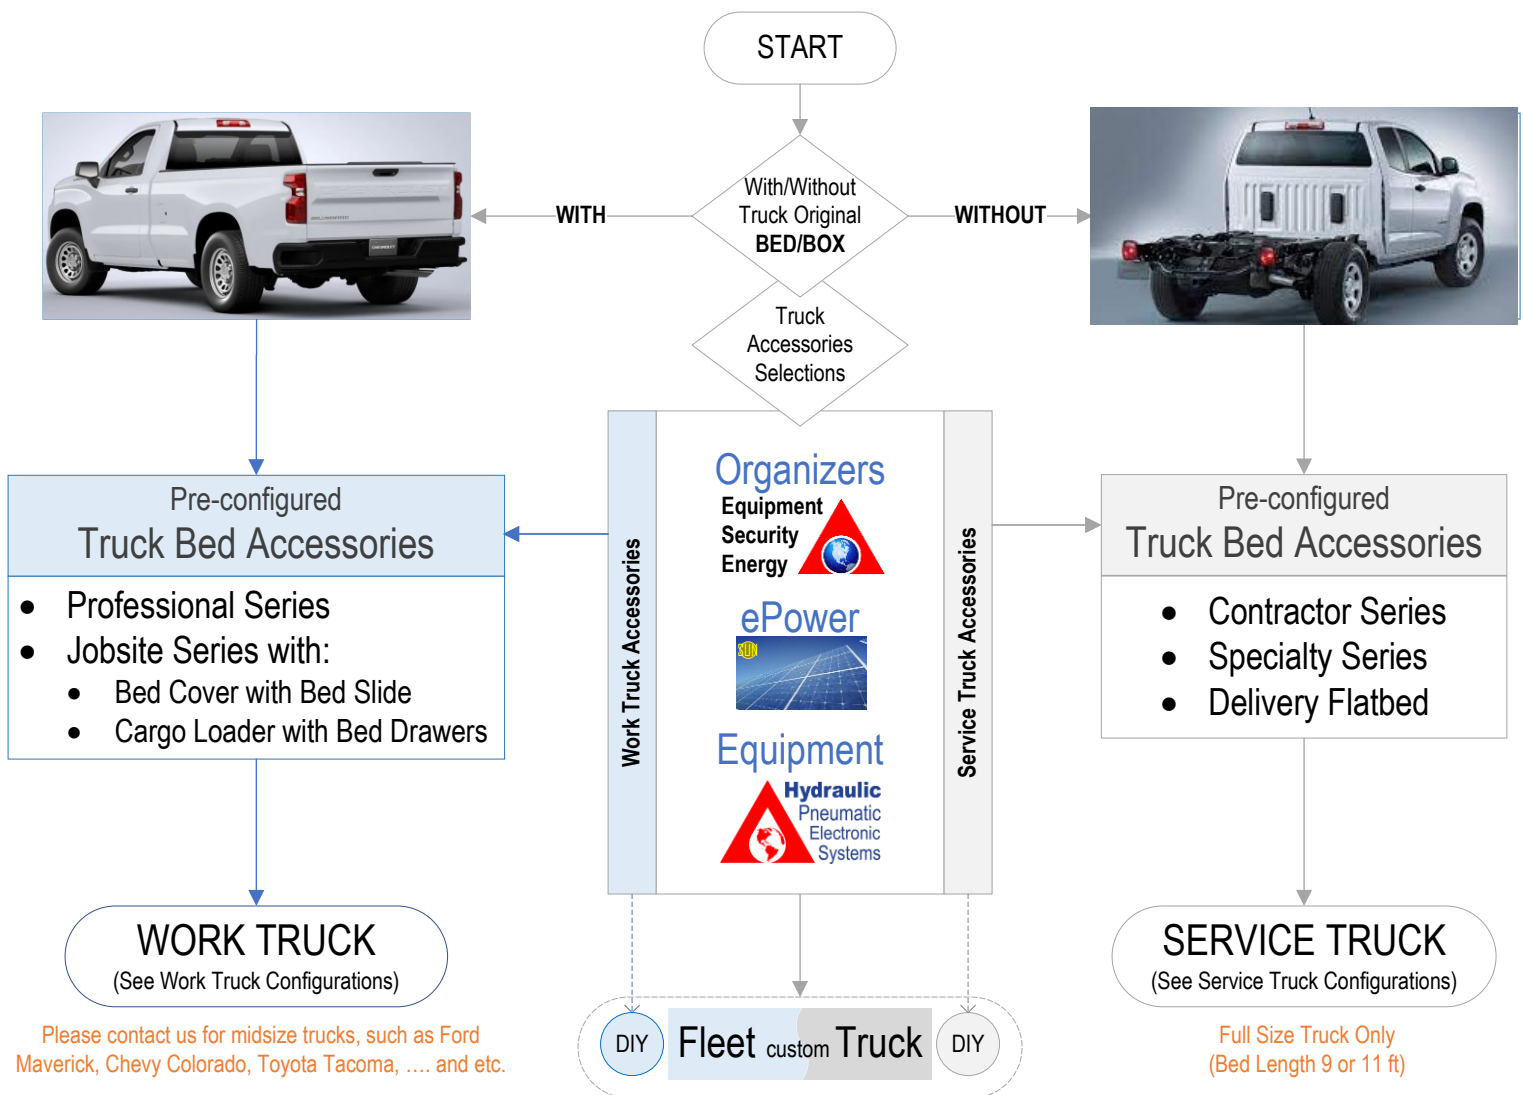 START
With/Without
Truck Original
BED/BOX
WITH
WITHOUT
Truck
Accessories
Selections
Pre-configured
Truck Bed Accessories
• Professional Series
• Jobsite Series with:
• Bed Cover with Bed Slide
• Cargo Loader with Bed Drawers
WORK TRUCK
(See Work Truck Configurations)
Please contact us for midsize trucks, such as Ford
Maverick, Chevy Colorado, Toyota Tacoma, …. and etc.
Work Truck Accessories
Organizers
Equipment
Security
Energy
ePower
SUN
Equipment
Hydraulic
Pneumatic
Electronic
Systems
Service Truck Accessories
DIY
Fleet custom Truck
DIY
Pre-configured
Truck Bed Accessories
• Contractor Series
• Specialty Series
• Delivery Flatbed
SERVICE TRUCK
(See Service Truck Configurations)
Full Size Truck Only
(Bed Length 9 or 11 ft)